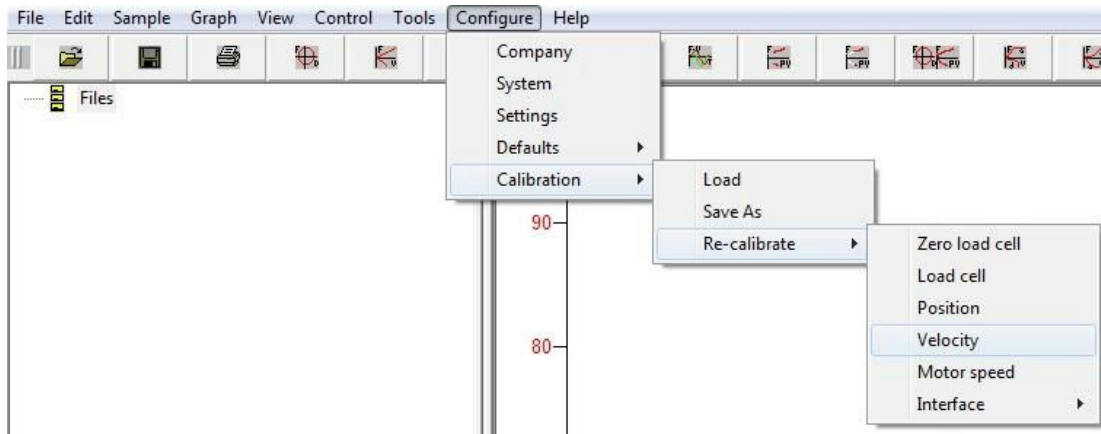 File Edit Sample Graph View Control Tools Configure Help
Files
Company
System
Settings
Defaults
Calibration
Load
Save As
Re-calibrate
Zero load cell
Load cell
Position
Velocity
Motor speed
Interface
90
80